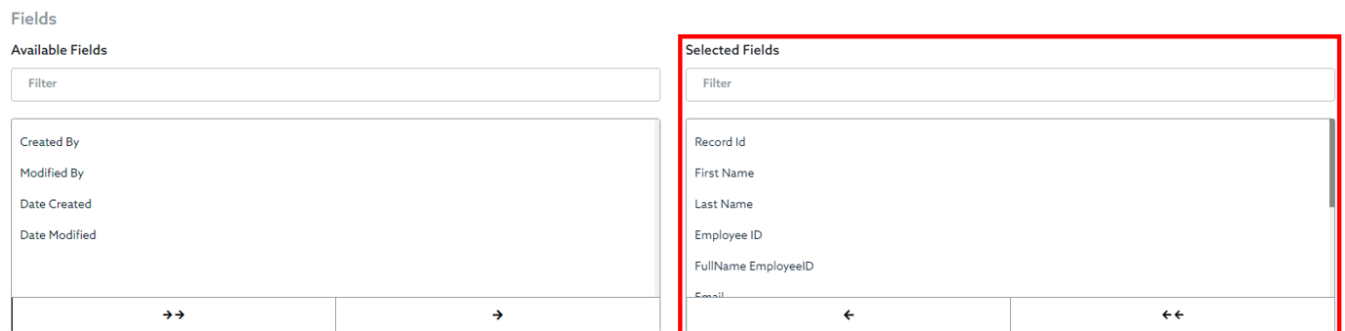 Fields
Available Fields
Filter
Created By
Modified By
Date Created
Date Modified
→→
→
Selected Fields
Filter
Record Id
First Name
Last Name
Employee ID
FullName EmployeeID
Email
←
←←